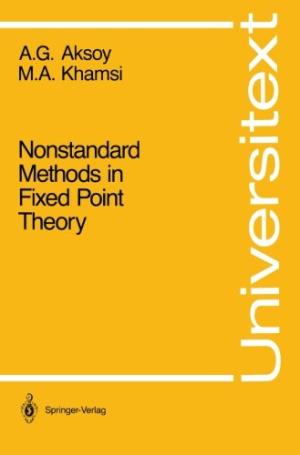 A.G. Aksoy
M.A. Khamsi
Nonstandard
Methods in
Fixed Point
Theory
Universitext
Springer-Verlag